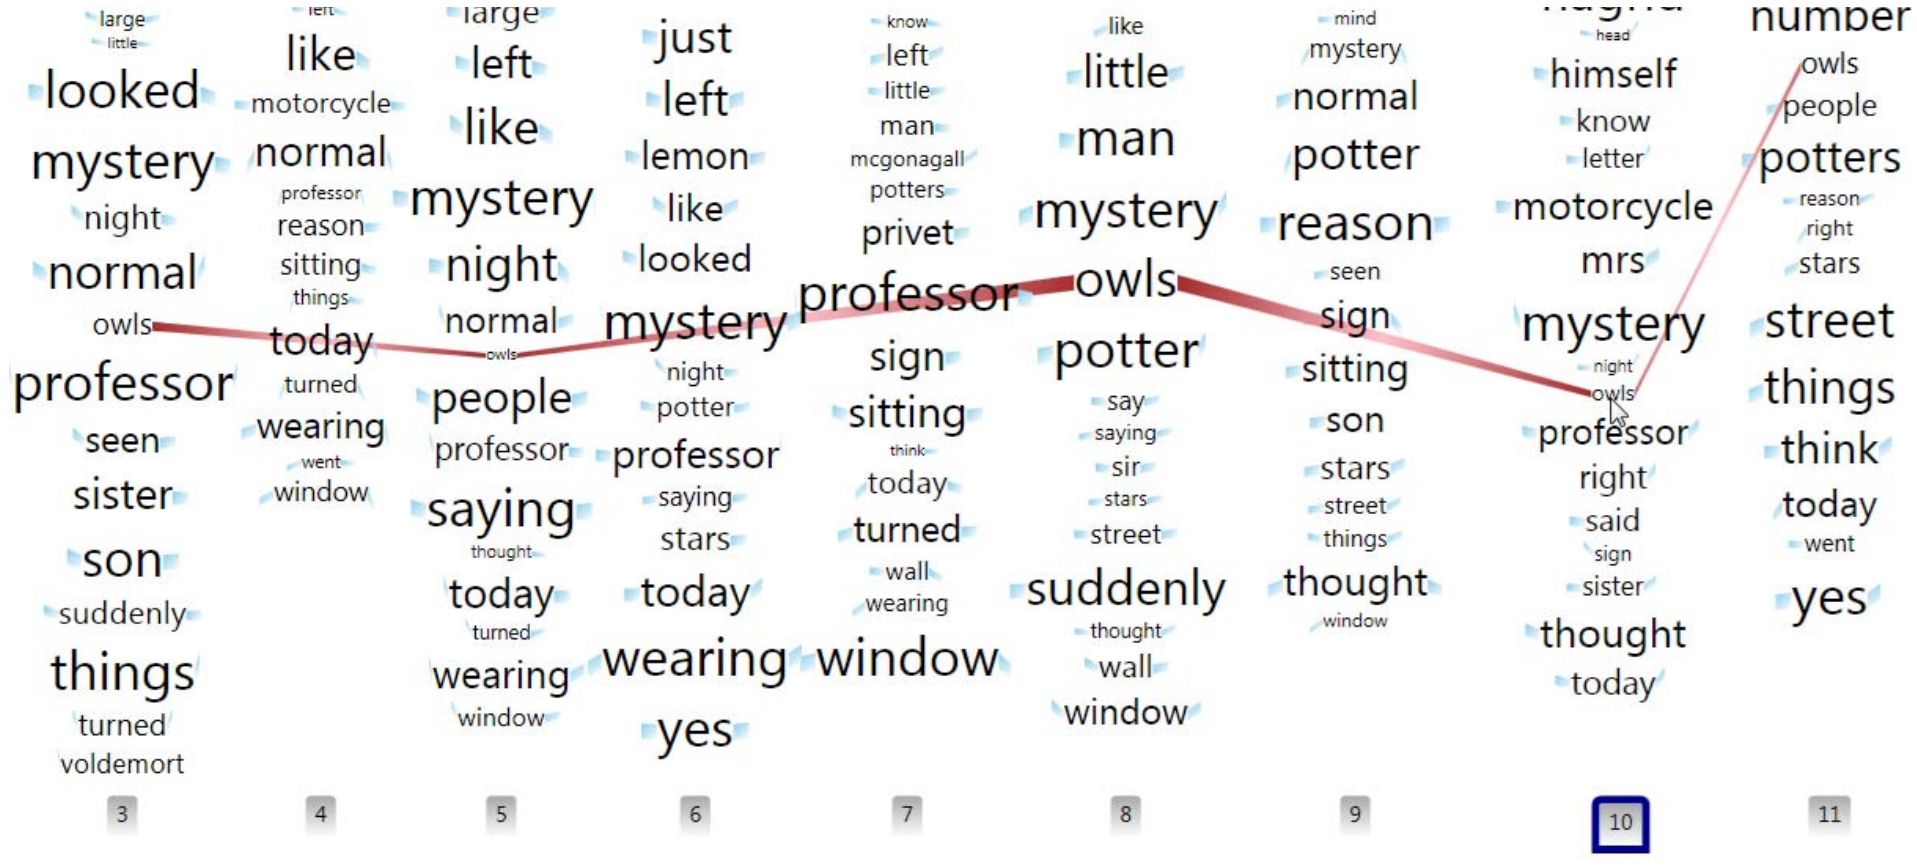 large
little
looked
mystery
night
normal
owls
professor
seen
sister
son
suddenly
things
turned
voldemort
3
left
like
motorcycle
normal
professor
reason
sitting
things
today
turned
wearing
went
window
4
large
left
like
mystery
night
normal
owls
people
professor
saying
thought
today
turned
wearing
window
5
just
left
lemon
like
looked
mystery
night
potter
professor
saying
stars
today
wearing
yes
6
know
left
little
man
mcgonagall
potters
privet
professor
sign
sitting
think
today
turned
wall
wearing
window
7
like
little
man
mystery
owls
potter
say
saying
sir
stars
street
suddenly
thought
wall
window
8
mind
mystery
normal
potter
reason
seen
sign
sitting
son
stars
street
things
thought
window
9
hagrid
head
himself
know
letter
motorcycle
mrs
mystery
night
owls
professor
right
said
sign
sister
thought
today
10
number
owls
people
potters
reason
right
stars
street
things
think
today
went
yes
11